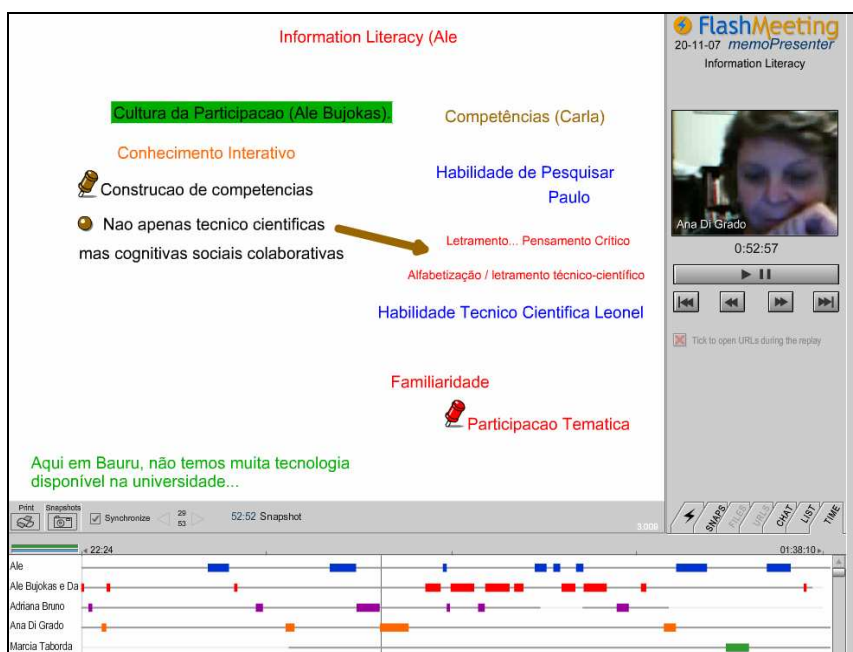 Information Literacy (Ale
Cultura da Participacao (Ale Bujokas).
Competências (Carla)
Conhecimento Interativo
Habilidade de Pesquisar
Paulo
Construcao de competencias
Nao apenas tecnico cientificas
mas cognitivas sociais colaborativas
Letramento... Pensamento Crítico
Alfabetização / letramento técnico-científico
Habilidade Tecnico Cientifica Leonel
Familiaridade
Participacao Tematica
Aqui em Bauru, não temos muita tecnologia
disponível na universidade...
FlashMeeting
20-11-07 memoPresenter
Information Literacy
Ana Di Grado
0:52:57
Tick to open URLs during the replay
Print
Snapshots
Synchronize
29
53
52:52 Snapshot
3.009
SNAPS
FILES
URLS
CHAT
LIST
TIME
22:24
01:38:10
Ale
Ale Bujokas e Da
Adriana Bruno
Ana Di Grado
Marcia Taborda